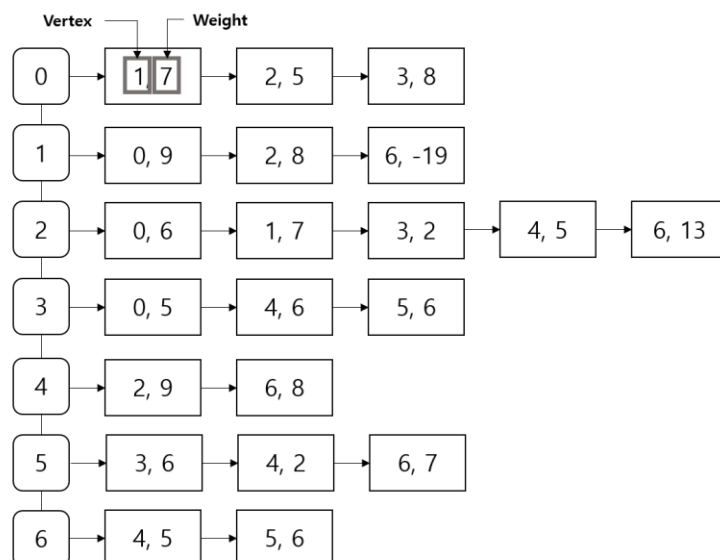 Vertex Weight
0 1, 7 2, 5 3, 8
1 0, 9 2, 8 6, -19
2 0, 6 1, 7 3, 2 4, 5 6, 13
3 0, 5 4, 6 5, 6
4 2, 9 6, 8
5 3, 6 4, 2 6, 7
6 4, 5 5, 6